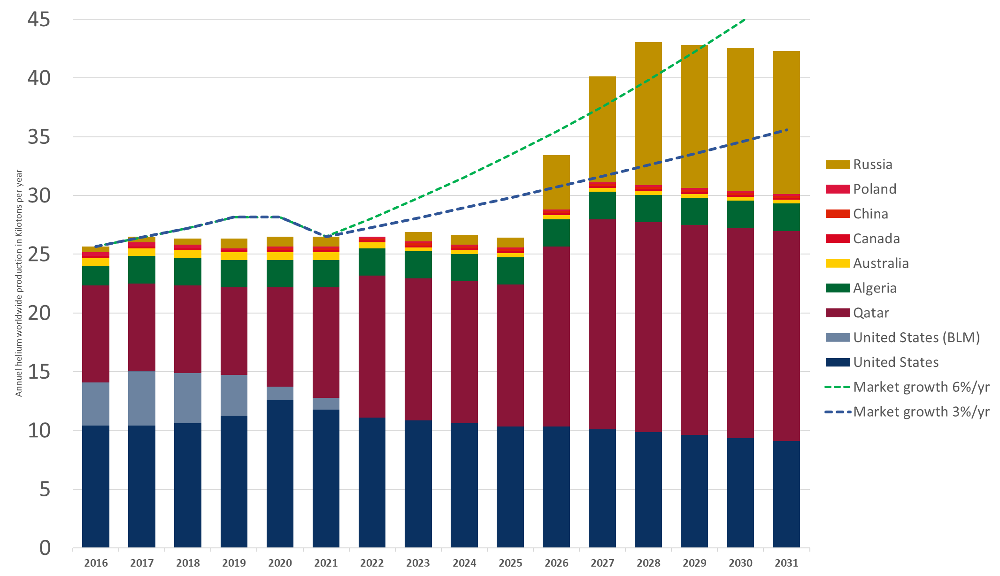 45
40
35
30
25
20
15
10
5
0
Annuel helium worldwide production in Kilotons per year
2016 2017 2018 2019 2020 2021 2022 2023 2024 2025 2026 2027 2028 2029 2030 2031
Russia
Poland
China
Canada
Australia
Algeria
Qatar
United States (BLM)
United States
Market growth 6%/yr
Market growth 3%/yr